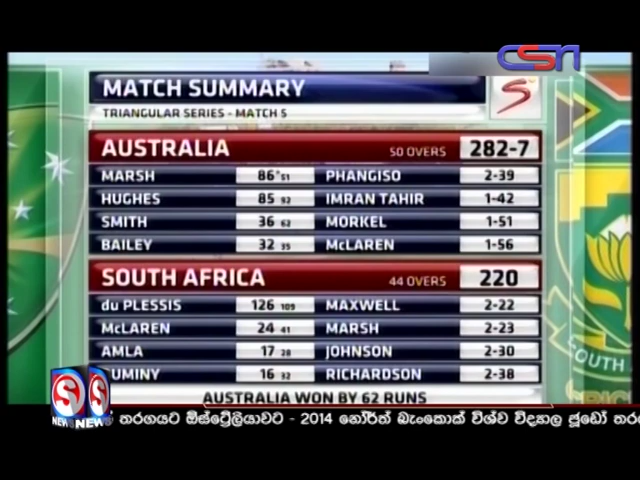 CSN
MATCH SUMMARY
S
TRIANGULAR SERIES - MATCH 5
AUSTRALIA 50 OVERS 282-7
MARSH 86* 51 PHANGISO 2-39
HUGHES 85 92 IMRAN TAHIR 1-42
SMITH 36 62 MORKEL 1-51
BAILEY 32 35 McLAREN 1-56
SOUTH AFRICA 44 OVERS 220
du PLESSIS 126 109 MAXWELL 2-22
McLAREN 24 41 MARSH 2-23
AMLA 17 28 JOHNSON 2-30
DUMINY 16 32 RICHARDSON 2-38
SOUTH
AUSTRALIA WON BY 62 RUNS
S S
NEWS NEWS
තරගයට ඕස්ට්‍රේලියාවට - 2014 නෝර්ත් බැංකොක් විශ්ව විද්‍යාල ජූඩෝ තර